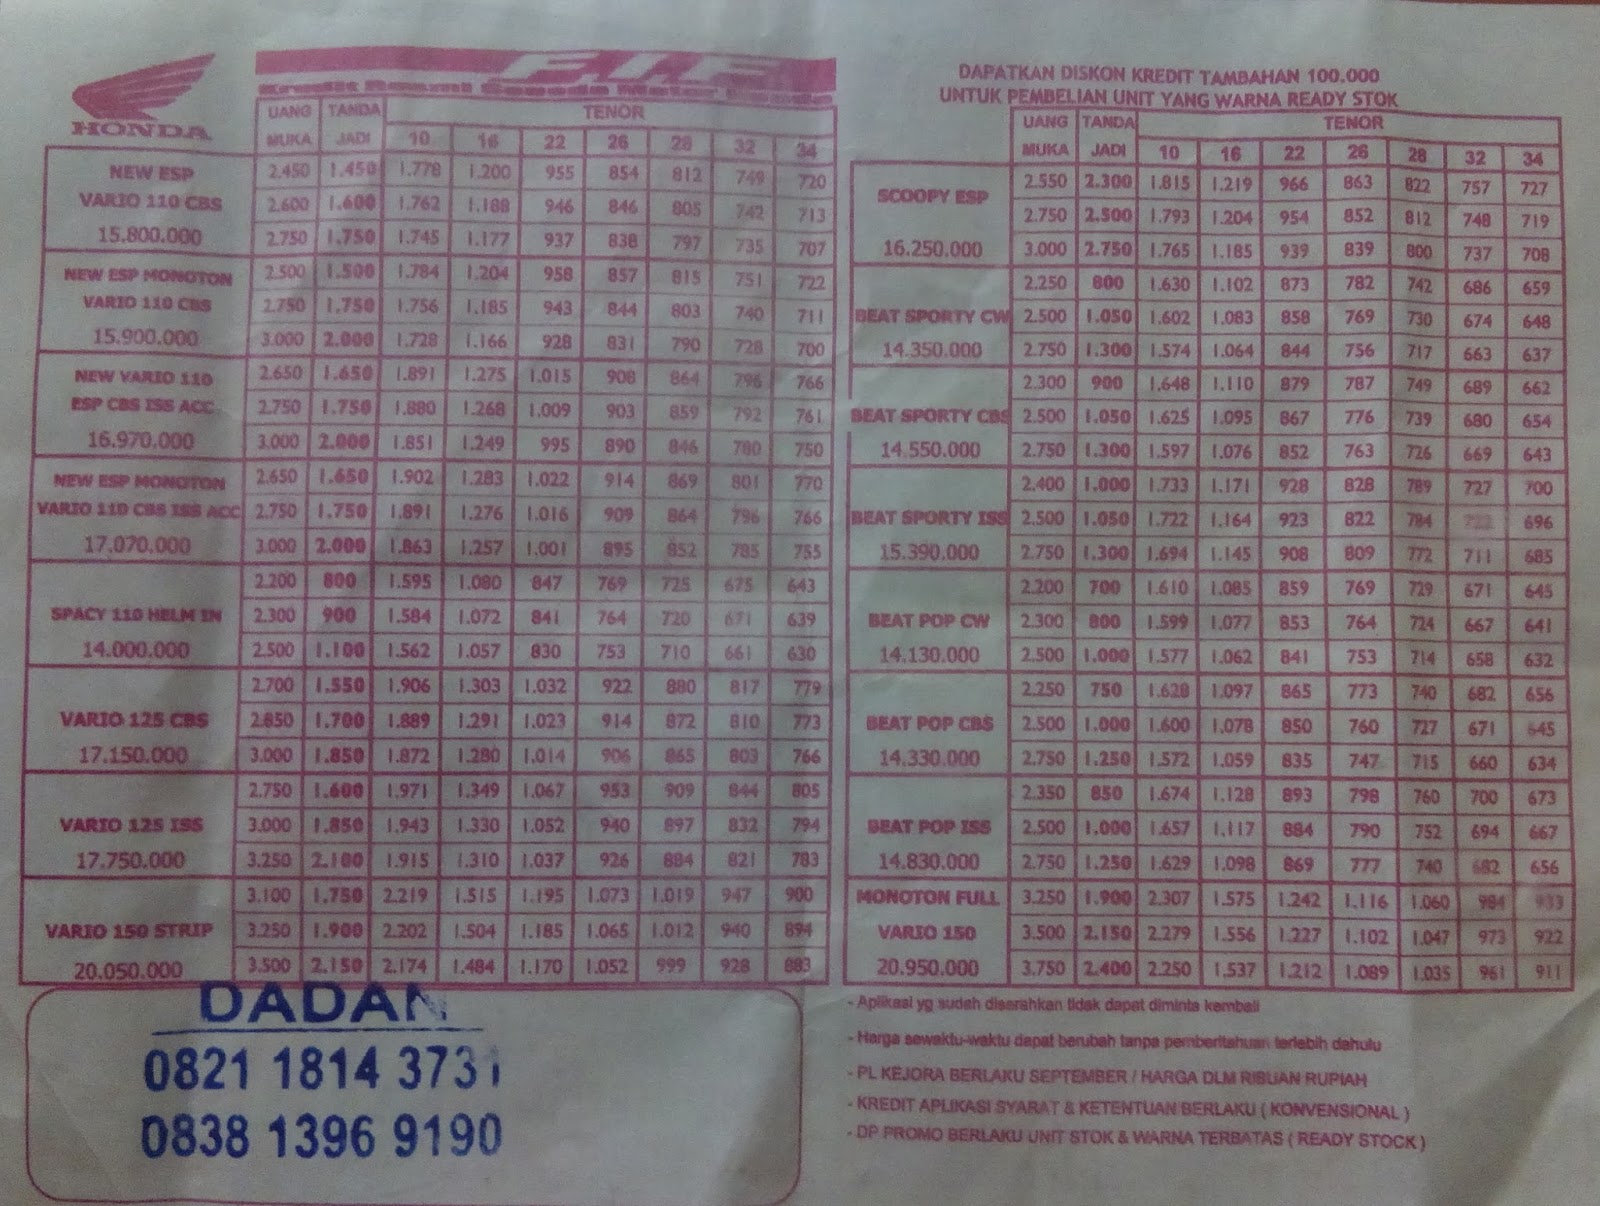 HONDA
F.I.F
UANG MUKA TANDA JADI TENOR
10 16 22 26 28 32 34
NEW ESP VARIO 110 CBS 15.800.000
2.450 1.450 1.778 1.200 955 854 812 749 720
2.600 1.600 1.762 1.188 946 846 805 742 713
2.750 1.750 1.745 1.177 937 838 797 735 707
NEW ESP MONOTON VARIO 110 CBS 15.900.000
2.500 1.500 1.784 1.204 958 857 815 751 722
2.750 1.750 1.756 1.185 943 844 803 740 711
3.000 2.000 1.728 1.166 928 831 790 728 700
NEW VARIO 110 ESP CBS ISS ACC 16.970.000
2.650 1.650 1.891 1.275 1.015 908 864 796 766
2.750 1.750 1.880 1.268 1.009 903 859 792 761
3.000 2.000 1.851 1.249 995 890 846 780 750
NEW ESP MONOTON VARIO 110 CBS ISS ACC 17.070.000
2.650 1.650 1.902 1.283 1.022 914 869 801 770
2.750 1.750 1.891 1.276 1.016 909 864 796 766
3.000 2.000 1.863 1.257 1.001 895 852 785 755
SPACY 110 HELM IN 14.000.000
2.200 800 1.595 1.080 847 769 725 675 643
2.300 900 1.584 1.072 841 764 720 671 639
2.500 1.100 1.562 1.057 830 753 710 661 630
VARIO 125 CBS 17.150.000
2.700 1.550 1.906 1.303 1.032 922 880 817 779
2.850 1.700 1.889 1.291 1.023 914 872 810 773
3.000 1.850 1.872 1.280 1.014 906 865 803 766
VARIO 125 ISS 17.750.000
2.750 1.600 1.971 1.349 1.067 953 909 844 805
3.000 1.850 1.943 1.330 1.052 940 897 832 794
3.250 2.100 1.915 1.310 1.037 926 884 821 783
VARIO 150 STRIP 20.050.000
3.100 1.750 2.219 1.515 1.195 1.073 1.019 947 900
3.250 1.900 2.202 1.504 1.185 1.065 1.012 940 894
3.500 2.150 2.174 1.484 1.170 1.052 999 928 883
DADAN
0821 1814 3731
0838 1396 9190
DAPATKAN DISKON KREDIT TAMBAHAN 100.000
UNTUK PEMBELIAN UNIT YANG WARNA READY STOK
UANG MUKA TANDA JADI TENOR
10 16 22 26 28 32 34
SCOOPY ESP 16.250.000
2.550 2.300 1.815 1.219 966 863 822 757 727
2.750 2.500 1.793 1.204 954 852 812 748 719
3.000 2.750 1.765 1.185 939 839 800 737 708
BEAT SPORTY CW 14.350.000
2.250 800 1.630 1.102 873 782 742 686 659
2.500 1.050 1.602 1.083 858 769 730 674 648
2.750 1.300 1.574 1.064 844 756 717 663 637
BEAT SPORTY CBS 14.550.000
2.300 900 1.648 1.110 879 787 749 689 662
2.500 1.050 1.625 1.095 867 776 739 680 654
2.750 1.300 1.597 1.076 852 763 726 669 643
BEAT SPORTY ISS 15.390.000
2.400 1.000 1.733 1.171 928 828 789 727 700
2.500 1.050 1.722 1.164 923 822 784 696
2.750 1.300 1.694 1.145 908 809 772 711 685
BEAT POP CW 14.130.000
2.200 700 1.610 1.085 859 769 729 671 645
2.300 800 1.599 1.077 853 764 724 667 641
2.500 1.000 1.577 1.062 841 753 714 658 632
BEAT POP CBS 14.330.000
2.250 750 1.628 1.097 865 773 740 682 656
2.500 1.000 1.600 1.078 850 760 727 671 645
2.750 1.250 1.572 1.059 835 747 715 660 634
BEAT POP ISS 14.830.000
2.350 850 1.674 1.128 893 798 760 700 673
2.500 1.000 1.657 1.117 884 790 752 694 667
2.750 1.250 1.629 1.098 869 777 740 682 656
MONOTON FULL VARIO 150 20.950.000
3.250 1.900 2.307 1.575 1.242 1.116 1.060 984 933
3.500 2.150 2.279 1.556 1.227 1.102 1.047 973 922
3.750 2.400 2.250 1.537 1.212 1.089 1.035 961 911
- Aplikasi yg sudah diserahkan tidak dapat diminta kembali
- Harga sewaktu-waktu dapat berubah tanpa pemberitahuan terlebih dahulu
- PL KEJORA BERLAKU SEPTEMBER / HARGA DLM RIBUAN RUPIAH
- KREDIT APLIKASI SYARAT & KETENTUAN BERLAKU ( KONVENSIONAL )
- DP PROMO BERLAKU UNIT STOK & WARNA TERBATAS ( READY STOCK )